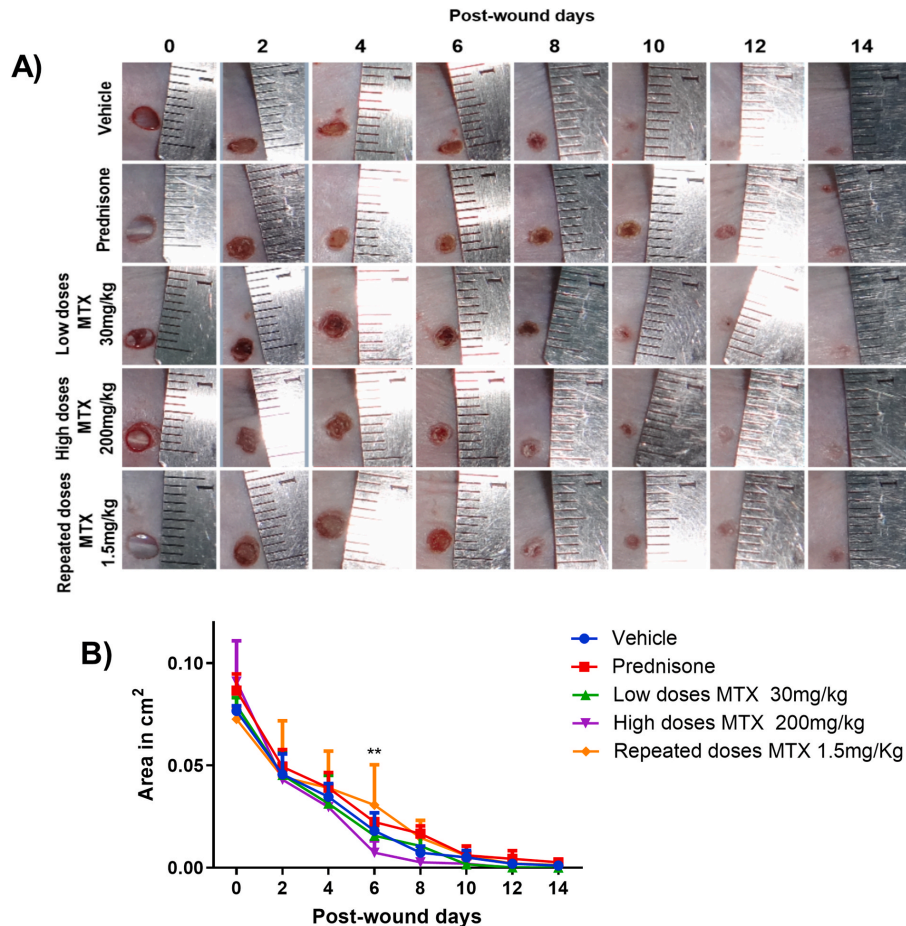 Post-wound days
0 2 4 6 8 10 12 14
A)
Vehicle
Prednisone
Low doses
MTX
30mg/kg
High doses
MTX
200mg/kg
Repeated doses
MTX
1.5mg/kg
B)
Area in cm2
0.10
0.05
0.00
**
0 2 4 6 8 10 12 14
Post-wound days
Vehicle
Prednisone
Low doses MTX 30mg/kg
High doses MTX 200mg/kg
Repeated doses MTX 1.5mg/Kg